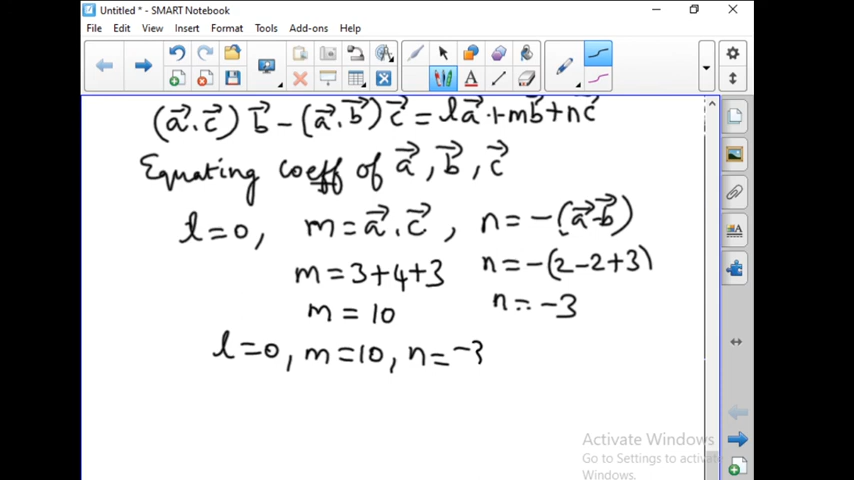 Untitled * - SMART Notebook
File Edit View Insert Format Tools Add-ons Help
(a⃗.c⃗) b⃗ - (a⃗.b⃗) c⃗ = la⃗ + mb⃗ + nc⃗
Equating coeff of a⃗, b⃗, c⃗
l=0, m = a⃗.c⃗, n = -(a⃗.b⃗)
m = 3+4+3 n = -(2-2+3)
m = 10 n = -3
l=0, m=10, n=-3
Activate Windows
Go to Settings to activate
Windows.